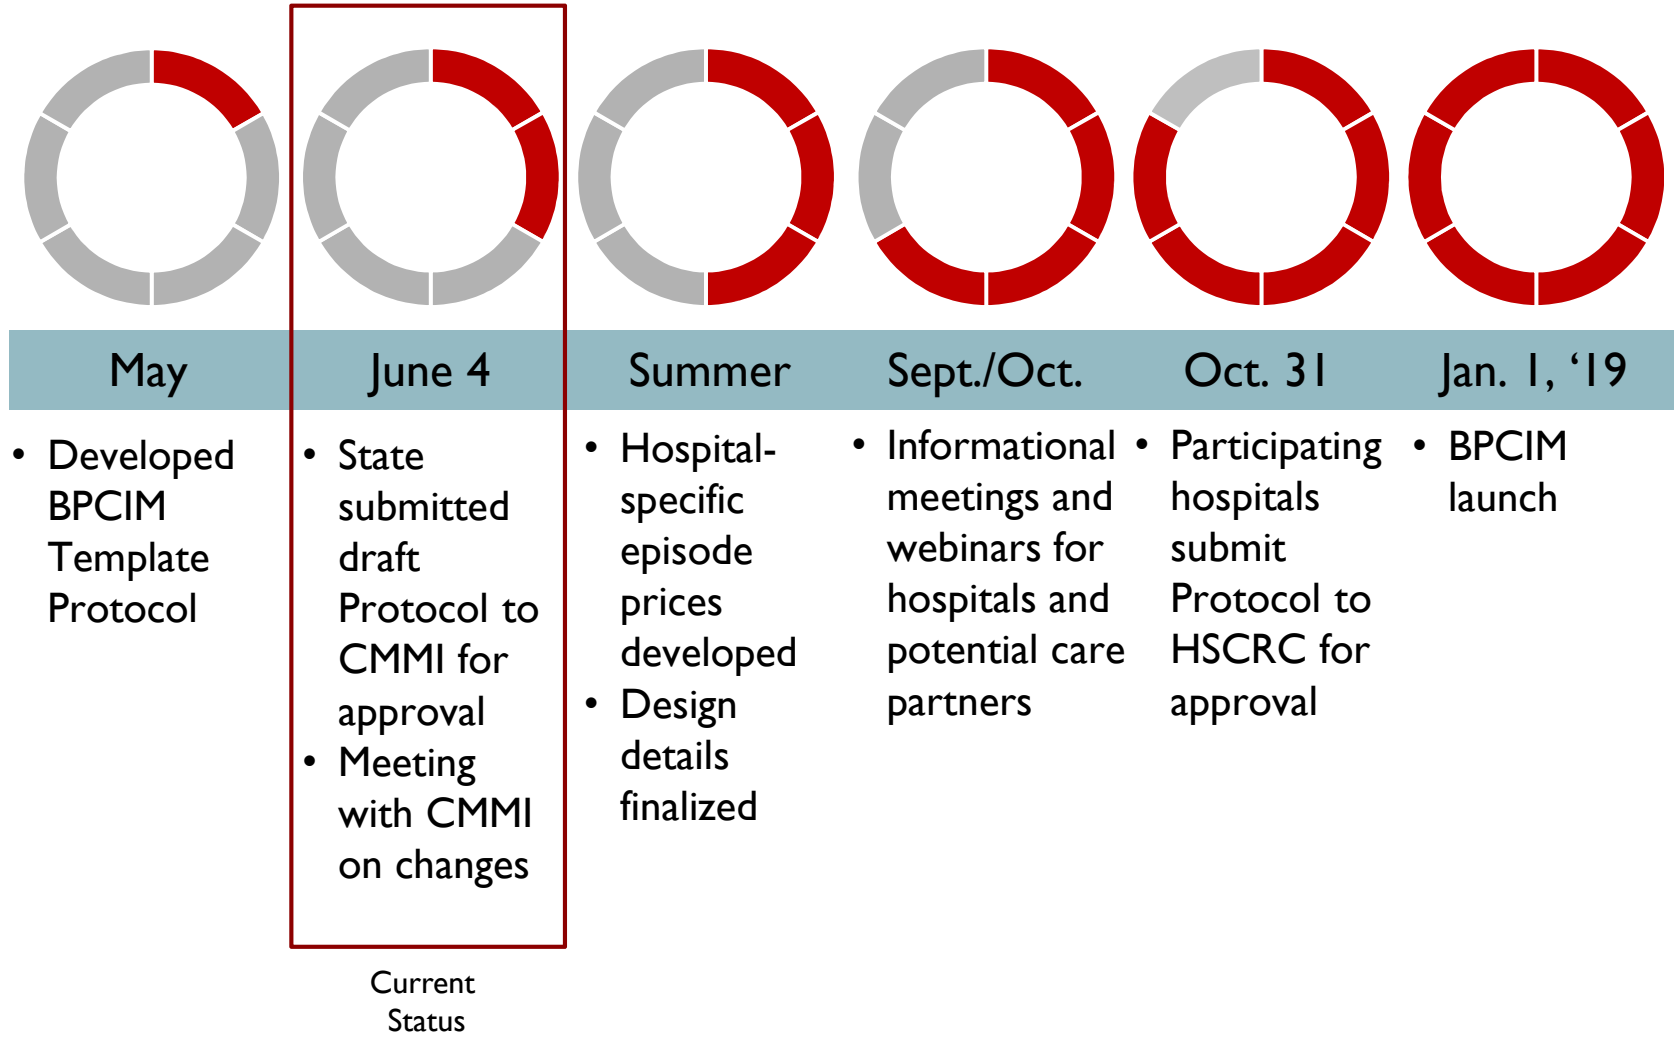 May
June 4
Summer
Sept./Oct.
Oct. 31
Jan. 1, ‘19
• Developed
BPCIM
Template
Protocol
• State
submitted
draft
Protocol to
CMMI for
approval
• Meeting
with CMMI
on changes
• Hospital-
specific
episode
prices
developed
• Design
details
finalized
• Informational
meetings and
webinars for
hospitals and
potential care
partners
• Participating
hospitals
submit
Protocol to
HSCRC for
approval
• BPCIM
launch
Current
Status